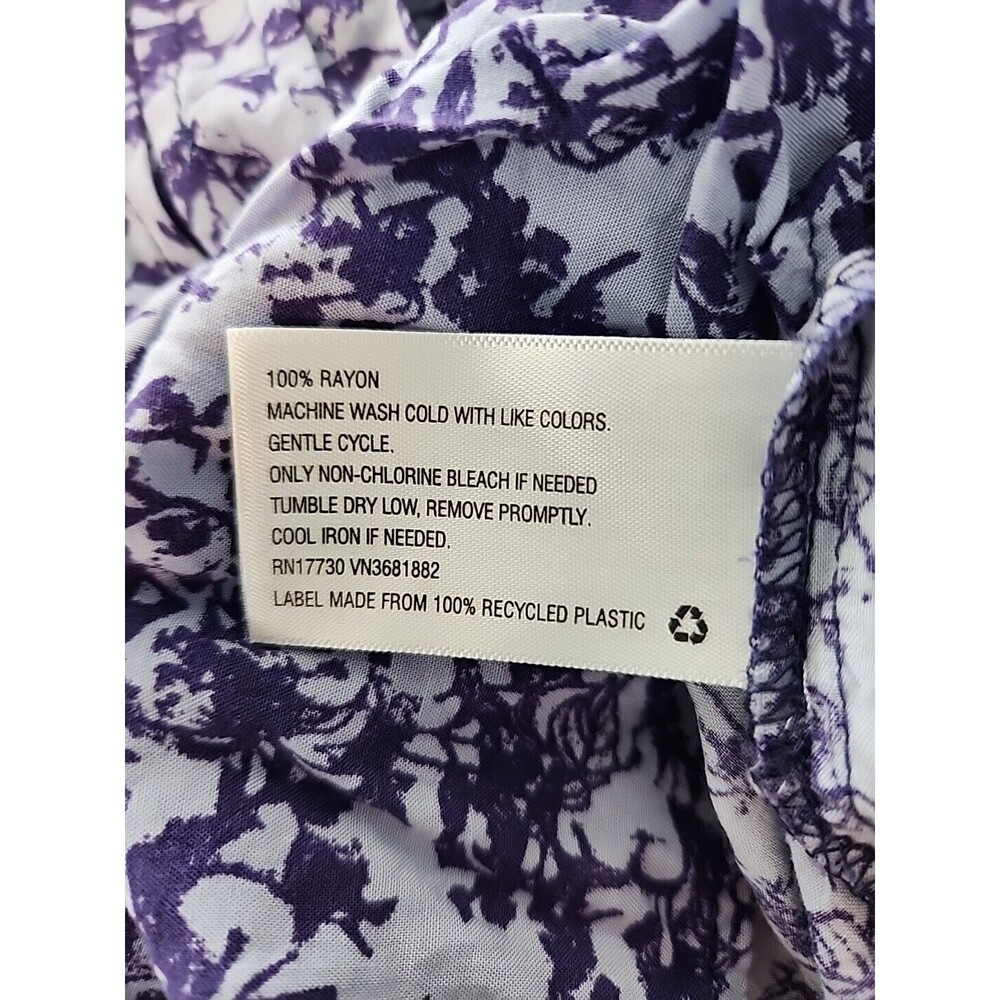 100% RAYON
MACHINE WASH COLD WITH LIKE COLORS.
GENTLE CYCLE.
ONLY NON-CHLORINE BLEACH IF NEEDED
TUMBLE DRY LOW, REMOVE PROMPTLY.
COOL IRON IF NEEDED.
RN17730 VN3681882
LABEL MADE FROM 100% RECYCLED PLASTIC